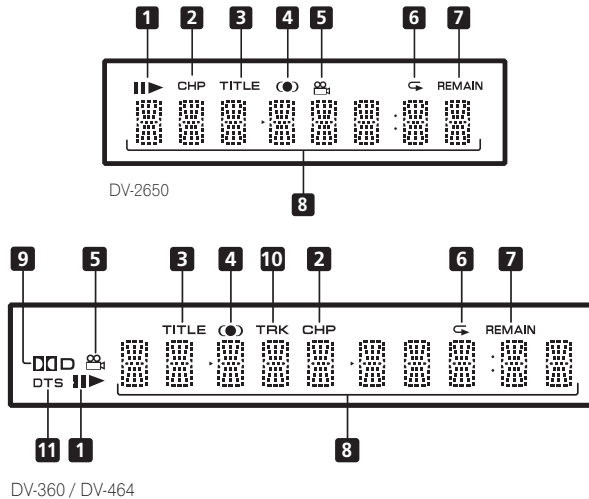 1 2 3 4 5 6 7
CHP TITLE REMAIN
8
DV-2650
9 5 3 4 10 2 6 7
TITLE TRK CHP REMAIN
D
DTS
11 1 8
DV-360 / DV-464